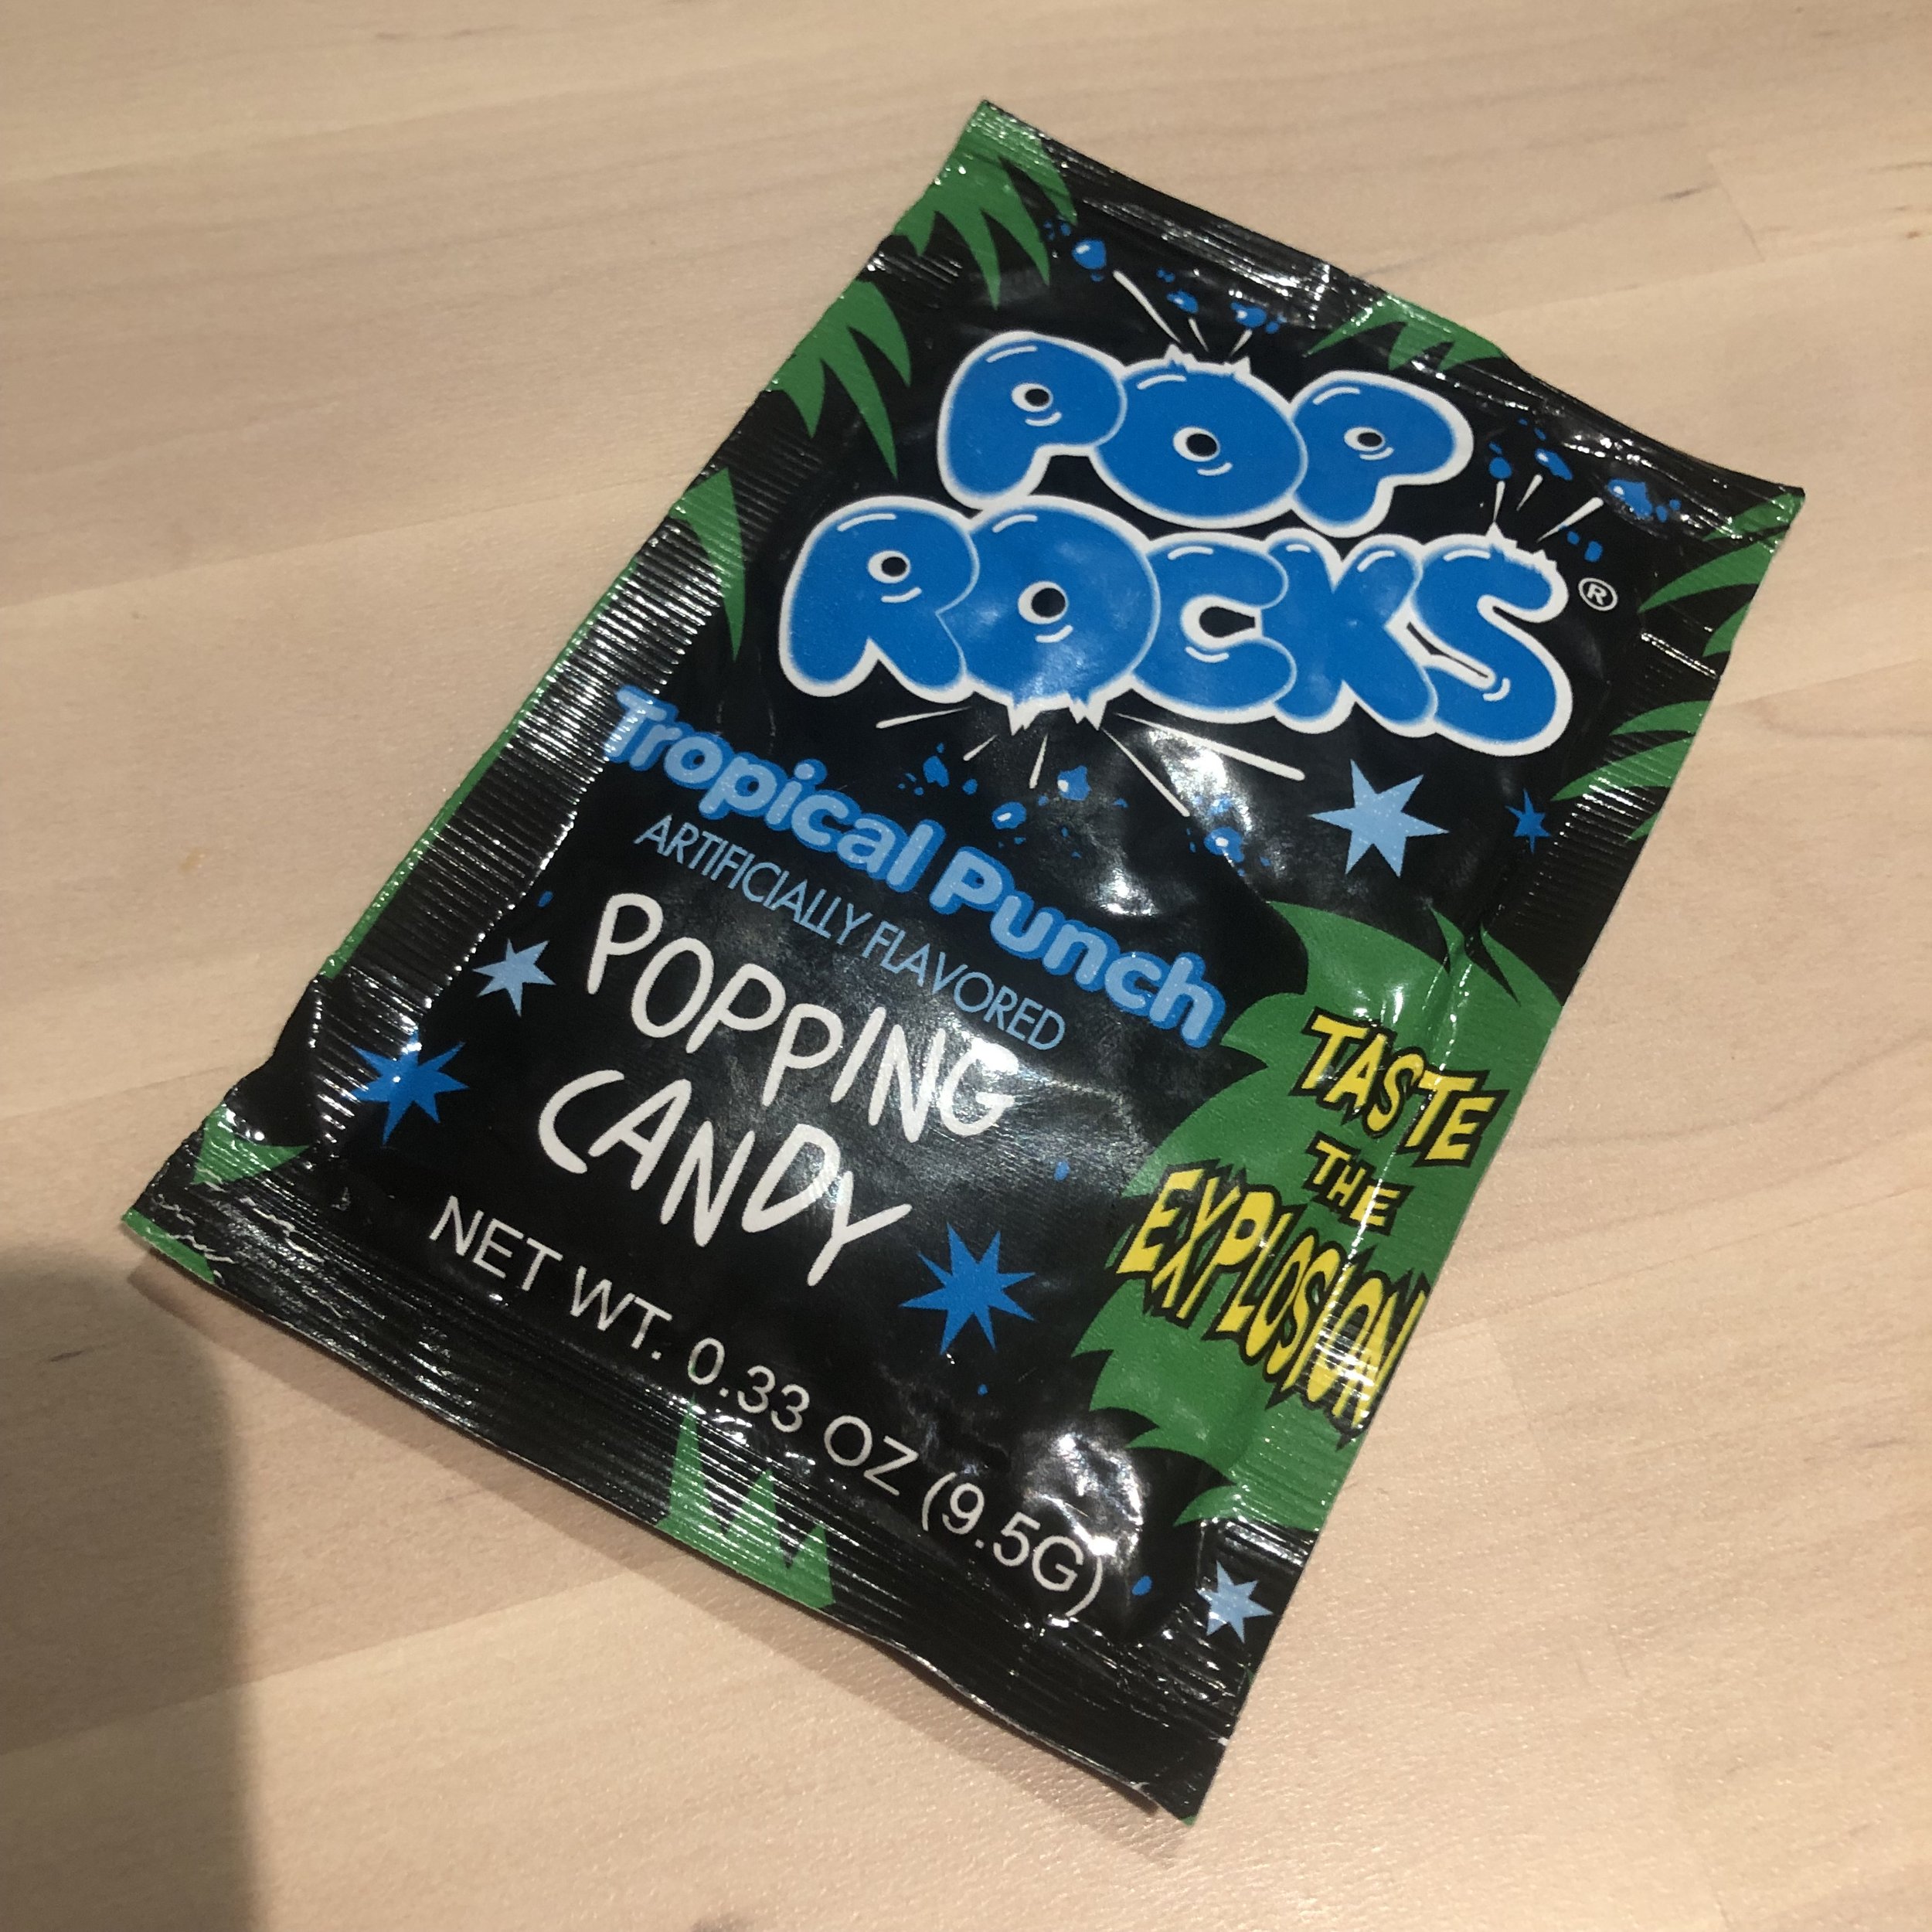 POP
ROCKS®
Tropical Punch
ARTIFICIALLY FLAVORED
POPPING
CANDY
TASTE
THE
EXPLOSION
NET WT. 0.33 OZ (9.5G)